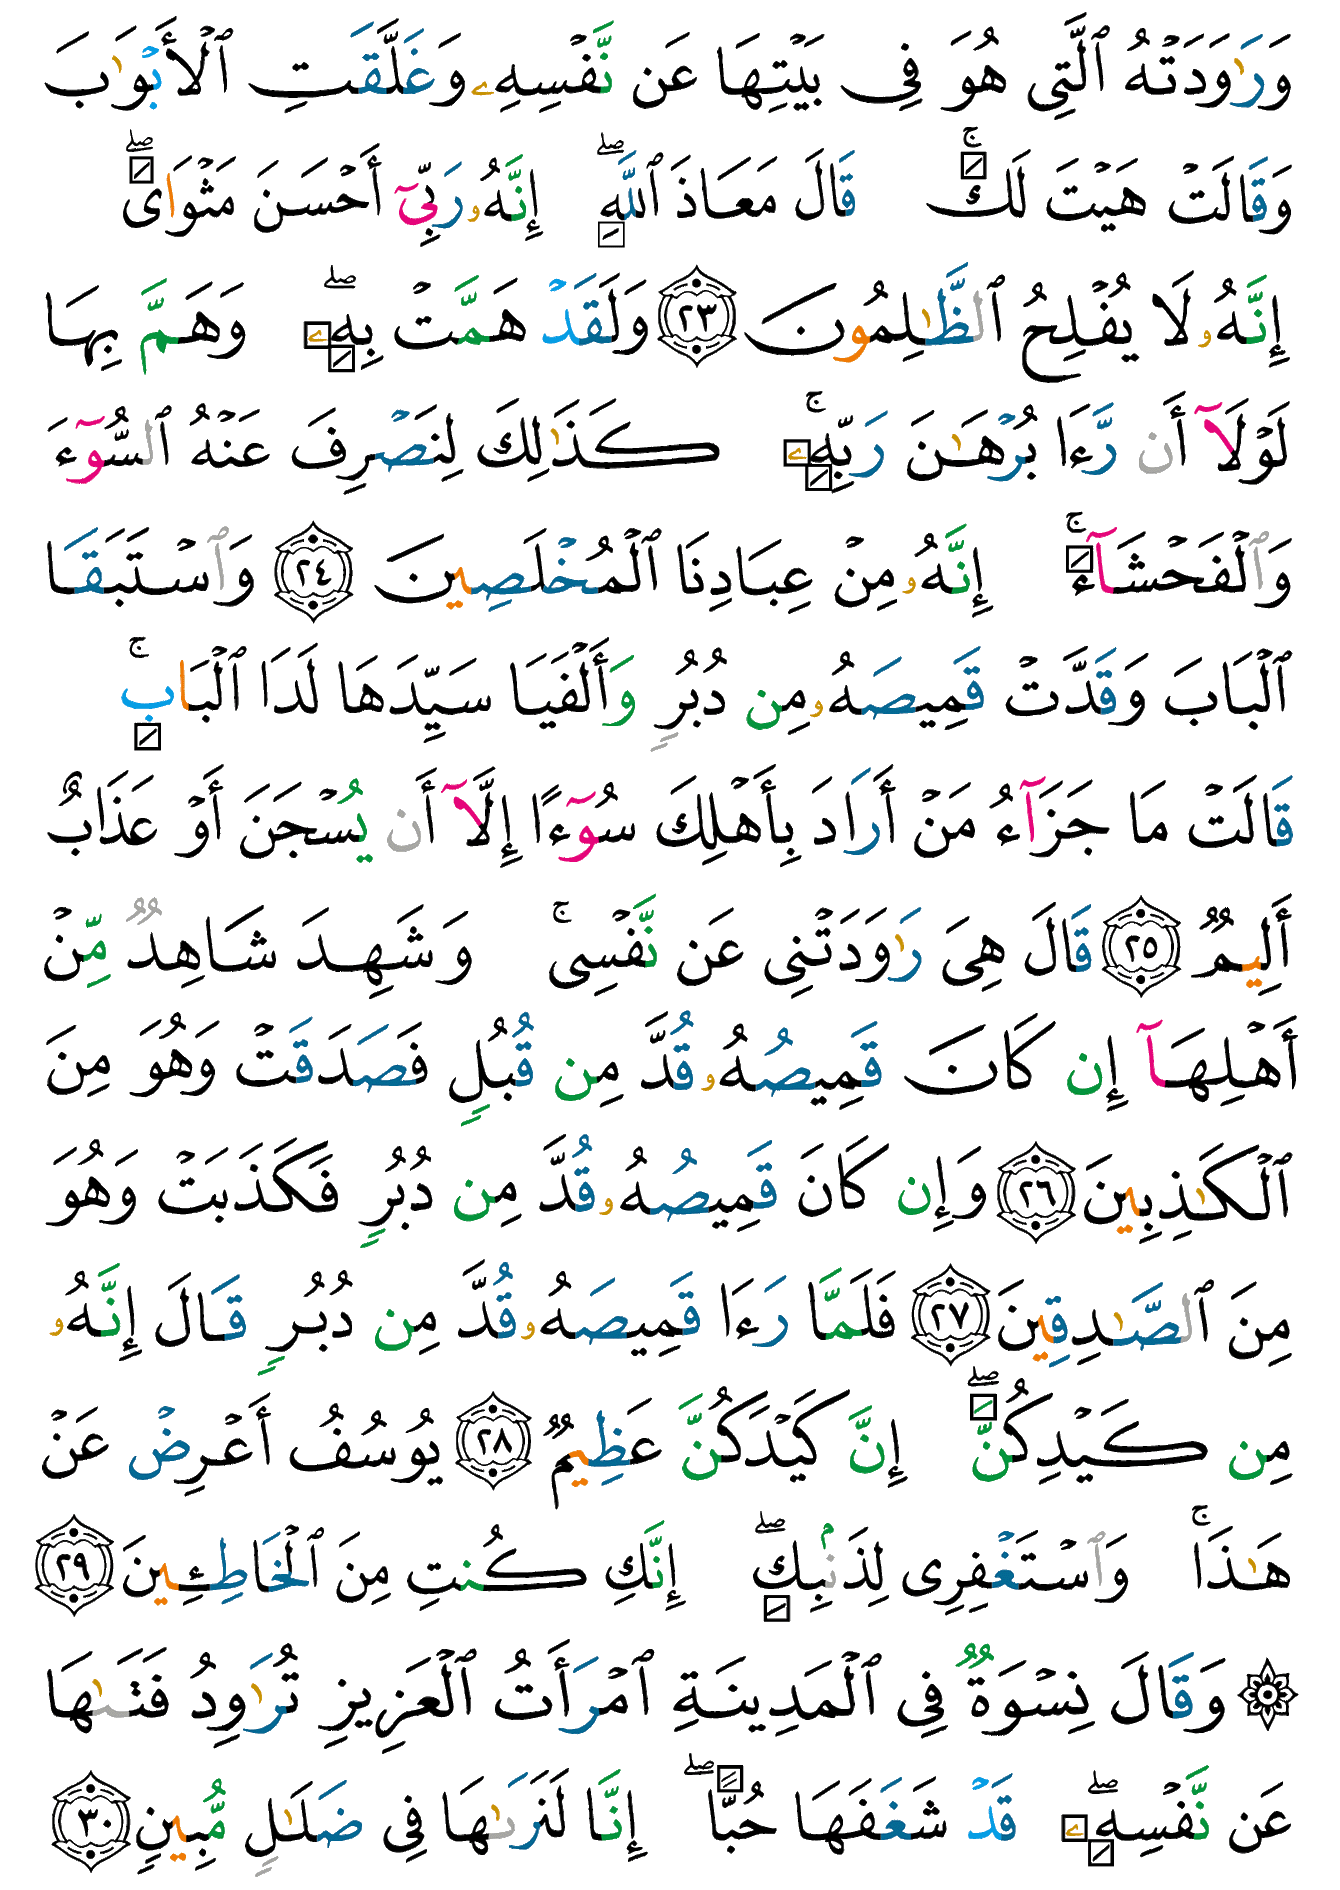 وَرَٰوَدَتۡهُ ٱلَّتِي هُوَ فِي بَيۡتِهَا عَن نَّفۡسِهِۦ وَغَلَّقَتِ ٱلۡأَبۡوَٰبَ
وَقَالَتۡ هَيۡتَ لَكَۚ قَالَ مَعَاذَ ٱللَّهِۖ إِنَّهُۥ رَبِّيٓ أَحۡسَنَ مَثۡوَايَۖ
إِنَّهُۥ لَا يُفۡلِحُ ٱلظَّٰلِمُونَ ٢٣ وَلَقَدۡ هَمَّتۡ بِهِۦۖ وَهَمَّ بِهَا
لَوۡلَآ أَن رَّءَا بُرۡهَٰنَ رَبِّهِۦۚ كَذَٰلِكَ لِنَصۡرِفَ عَنۡهُ ٱلسُّوٓءَ
وَٱلۡفَحۡشَآءَۚ إِنَّهُۥ مِنۡ عِبَادِنَا ٱلۡمُخۡلَصِينَ ٢٤ وَٱسۡتَبَقَا
ٱلۡبَابَ وَقَدَّتۡ قَمِيصَهُۥ مِن دُبُرٖ وَأَلۡفَيَا سَيِّدَهَا لَدَا ٱلۡبَابِۚ
قَالَتۡ مَا جَزَآءُ مَنۡ أَرَادَ بِأَهۡلِكَ سُوٓءًا إِلَّآ أَن يُسۡجَنَ أَوۡ عَذَابٌ
أَلِيمٞ ٢٥ قَالَ هِيَ رَٰوَدَتۡنِي عَن نَّفۡسِيۚ وَشَهِدَ شَاهِدٞ مِّنۡ
أَهۡلِهَآ إِن كَانَ قَمِيصُهُۥ قُدَّ مِن قُبُلٖ فَصَدَقَتۡ وَهُوَ مِنَ
ٱلۡكَٰذِبِينَ ٢٦ وَإِن كَانَ قَمِيصُهُۥ قُدَّ مِن دُبُرٖ فَكَذَبَتۡ وَهُوَ
مِنَ ٱلصَّٰدِقِينَ ٢٧ فَلَمَّا رَءَا قَمِيصَهُۥ قُدَّ مِن دُبُرٖ قَالَ إِنَّهُۥ
مِن كَيۡدِكُنَّۖ إِنَّ كَيۡدَكُنَّ عَظِيمٞ ٢٨ يُوسُفُ أَعۡرِضۡ عَنۡ
هَٰذَاۚ وَٱسۡتَغۡفِرِي لِذَنۢبِكِۖ إِنَّكِ كُنتِ مِنَ ٱلۡخَاطِـِٔينَ ٢٩
۞ وَقَالَ نِسۡوَةٞ فِي ٱلۡمَدِينَةِ ٱمۡرَأَتُ ٱلۡعَزِيزِ تُرَٰوِدُ فَتَىٰهَا
عَن نَّفۡسِهِۦۖ قَدۡ شَغَفَهَا حُبًّاۖ إِنَّا لَنَرَىٰهَا فِي ضَلَٰلٖ مُّبِينٖ ٣٠